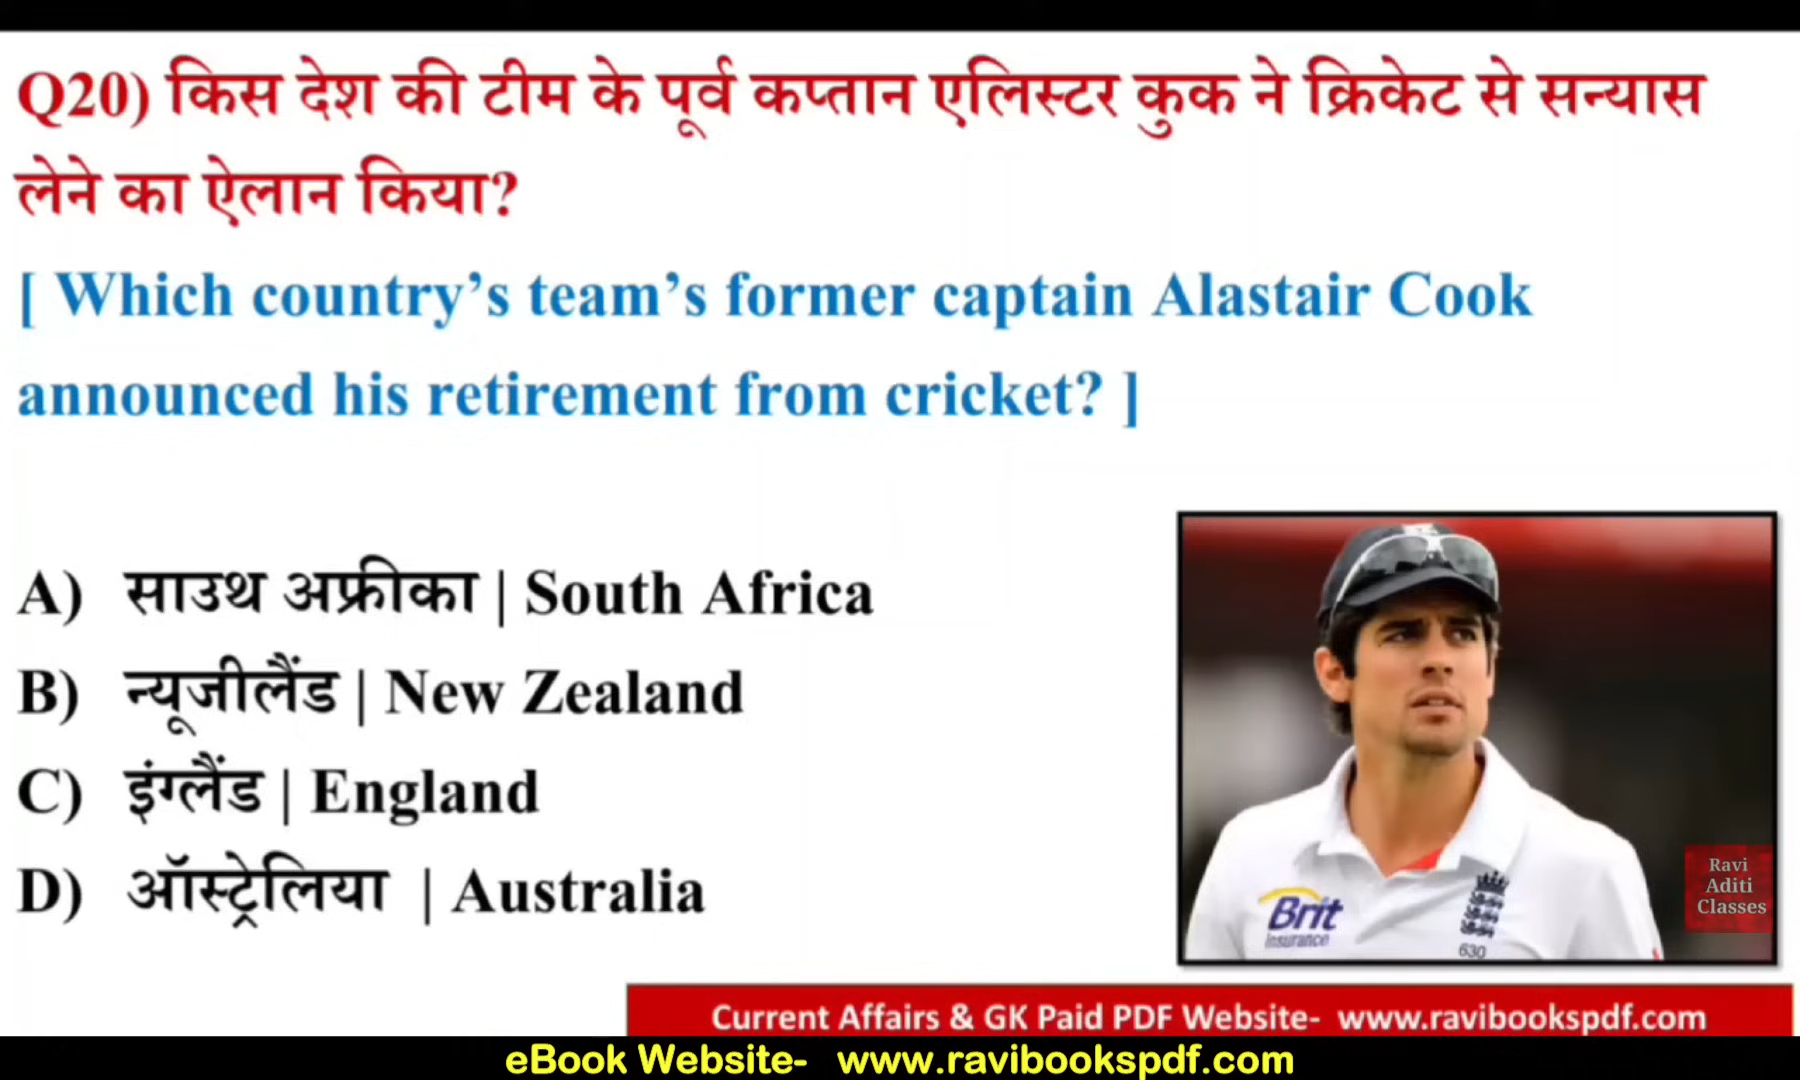 Q20) किस देश की टीम के पूर्व कप्तान एलिस्टर कुक ने क्रिकेट से सन्यास
लेने का ऐलान किया?
[ Which country’s team’s former captain Alastair Cook
announced his retirement from cricket? ]
A) साउथ अफ्रीका | South Africa
B) न्यूजीलैंड | New Zealand
C) इंग्लैंड | England
D) ऑस्ट्रेलिया | Australia
Brit
Insurance
630
Ravi
Aditi
Classes
Current Affairs & GK Paid PDF Website- www.ravibookspdf.com
eBook Website- www.ravibookspdf.com